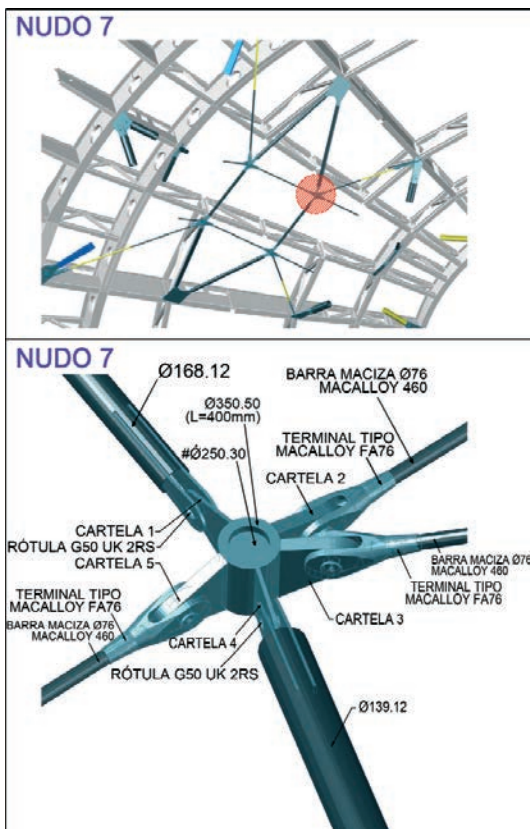 NUDO 7
NUDO 7
Ø168.12
Ø350.50
(L=400mm)
#Ø250.30
BARRA MACIZA Ø76
MACALLOY 460
TERMINAL TIPO
MACALLOY FA76
CARTELA 2
CARTELA 1
RÓTULA G50 UK 2RS
CARTELA 5
TERMINAL TIPO
MACALLOY FA76
BARRA MACIZA Ø76
MACALLOY 460
CARTELA 4
RÓTULA G50 UK 2RS
BARRA MACIZA Ø76
MACALLOY 460
TERMINAL TIPO
MACALLOY FA76
CARTELA 3
Ø139.12